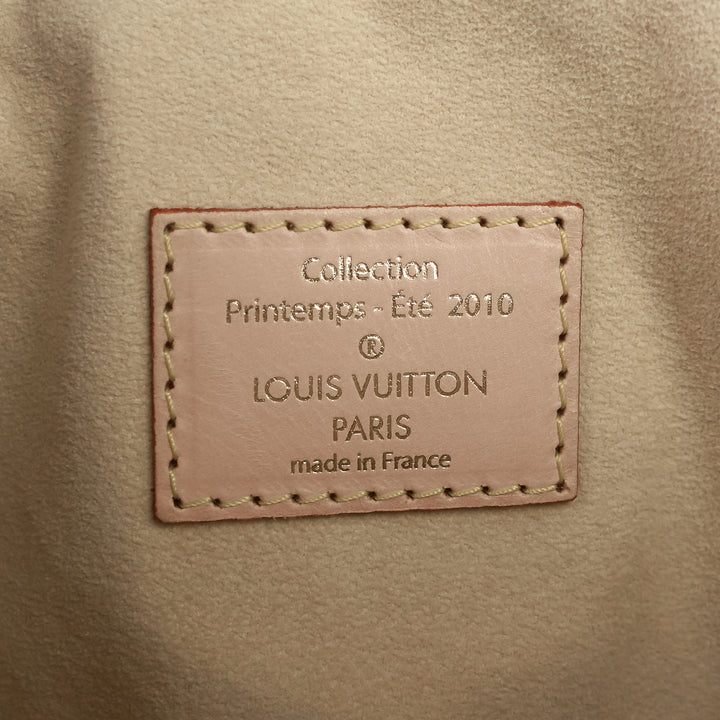 Collection
Printemps - Été 2010
®
LOUIS VUITTON
PARIS
made in France